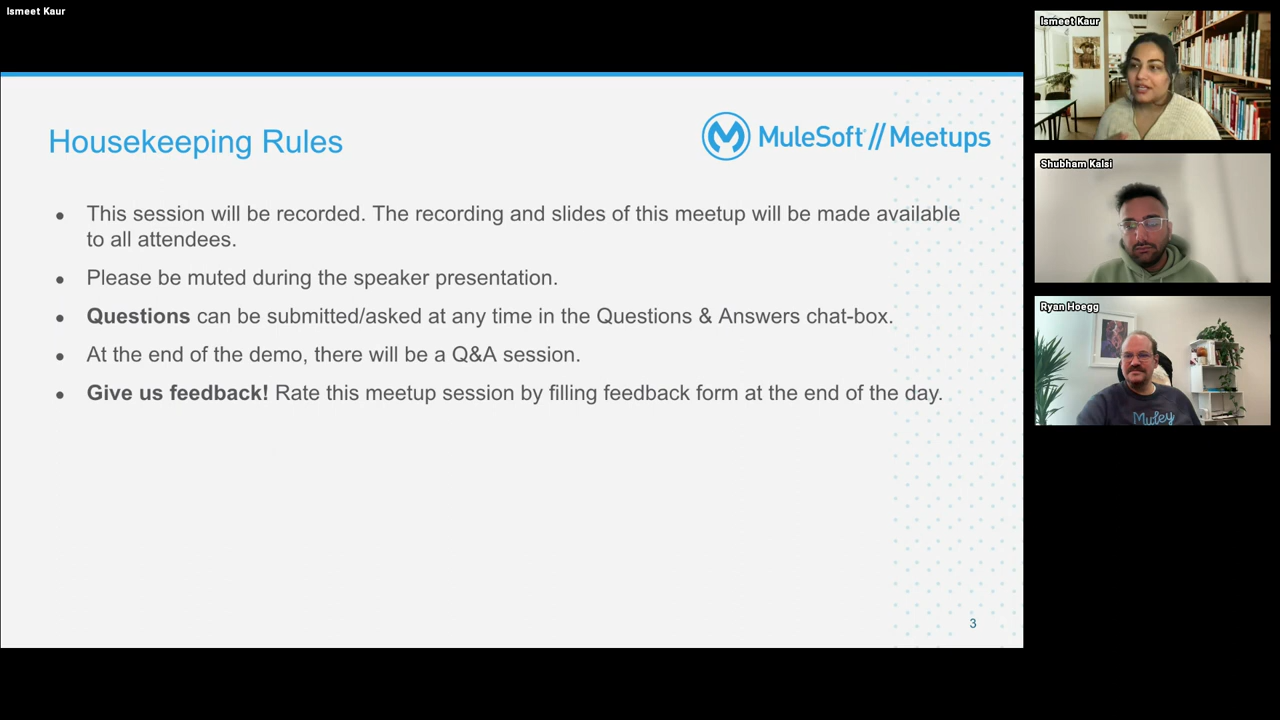 Ismeet Kaur
Housekeeping Rules
MuleSoft // Meetups
● This session will be recorded. The recording and slides of this meetup will be made available
to all attendees.
● Please be muted during the speaker presentation.
● Questions can be submitted/asked at any time in the Questions & Answers chat-box.
● At the end of the demo, there will be a Q&A session.
● Give us feedback! Rate this meetup session by filling feedback form at the end of the day.
3
Ismeet Kaur
Shubham Kalsi
Ryan Hoegg
Muley